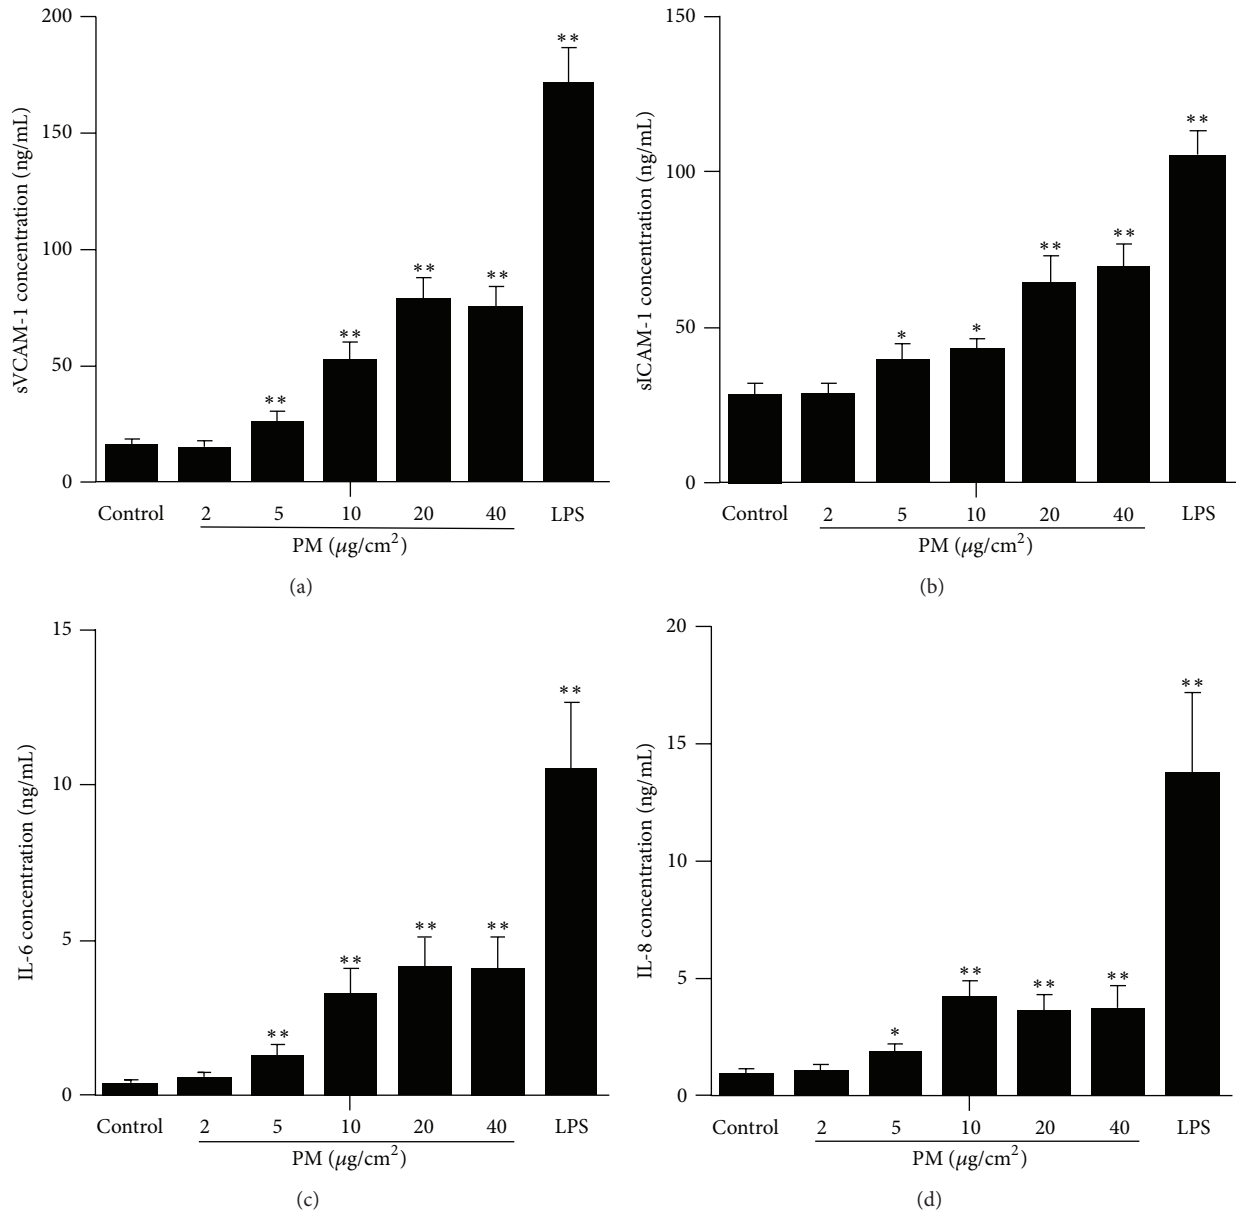 200
150
100
50
0
sVCAM-1 concentration (ng/mL)
** ** ** ** **
Control 2 5 10 20 40 LPS
PM (μg/cm²)
(a)
150
100
50
0
sICAM-1 concentration (ng/mL)
* * ** ** **
Control 2 5 10 20 40 LPS
PM (μg/cm²)
(b)
15
10
5
0
IL-6 concentration (ng/mL)
** ** ** ** **
Control 2 5 10 20 40 LPS
PM (μg/cm²)
(c)
20
15
10
5
0
IL-8 concentration (ng/mL)
* ** ** ** **
Control 2 5 10 20 40 LPS
PM (μg/cm²)
(d)